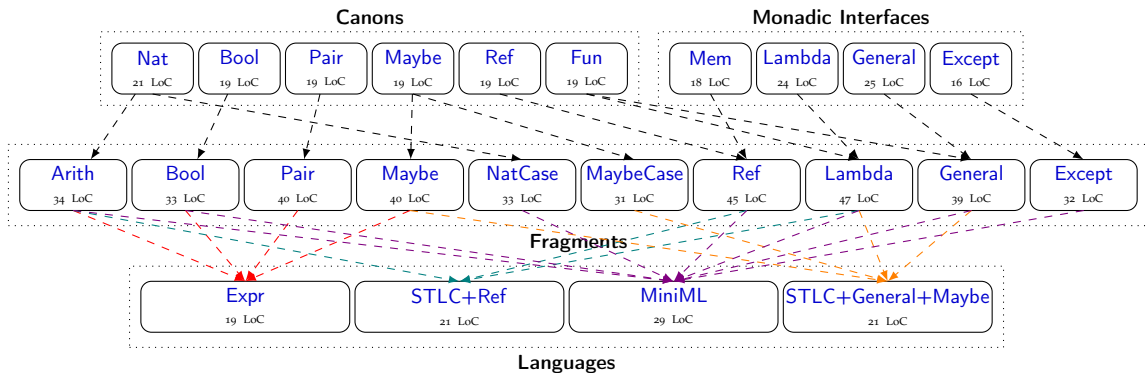 Canons Monadic Interfaces
Nat Bool Pair Maybe Ref Fun Mem Lambda General Except
21 LoC 19 LoC 19 LoC 19 LoC 19 LoC 19 LoC 18 LoC 24 LoC 25 LoC 16 LoC
Arith Bool Pair Maybe NatCase MaybeCase Ref Lambda General Except
34 LoC 33 LoC 40 LoC 40 LoC 33 LoC 31 LoC 45 LoC 47 LoC 39 LoC 32 LoC
Fragments
Expr STLC+Ref MiniML STLC+General+Maybe
19 LoC 21 LoC 29 LoC 21 LoC
Languages